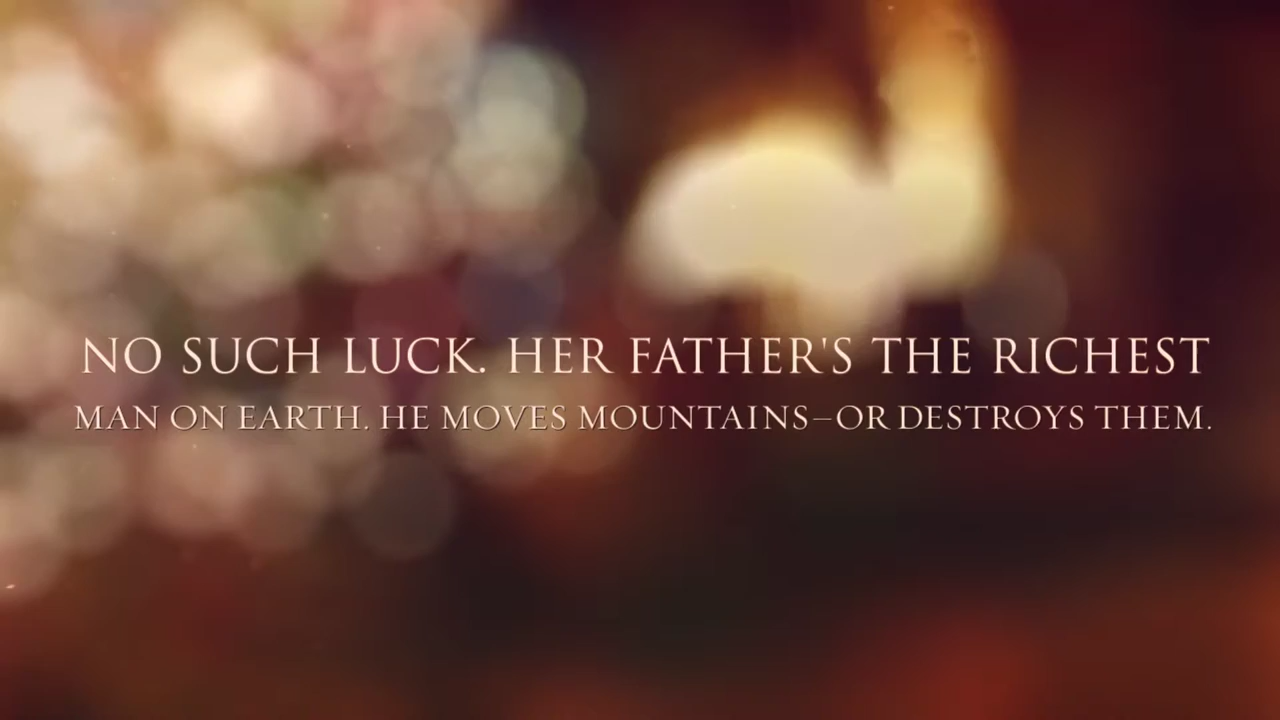 NO SUCH LUCK. HER FATHER'S THE RICHEST
MAN ON EARTH. HE MOVES MOUNTAINS–OR DESTROYS THEM.